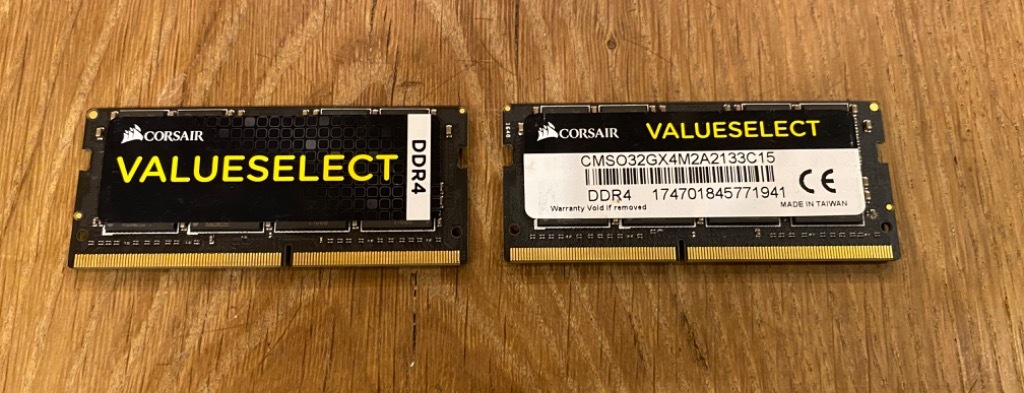 CORSAIR
VALUESELECT
DDR4
CORSAIR VALUESELECT
CMSO32GX4M2A2133C15
DDR4 174701845771941
Warranty Void if removed
CE
MADE IN TAIWAN